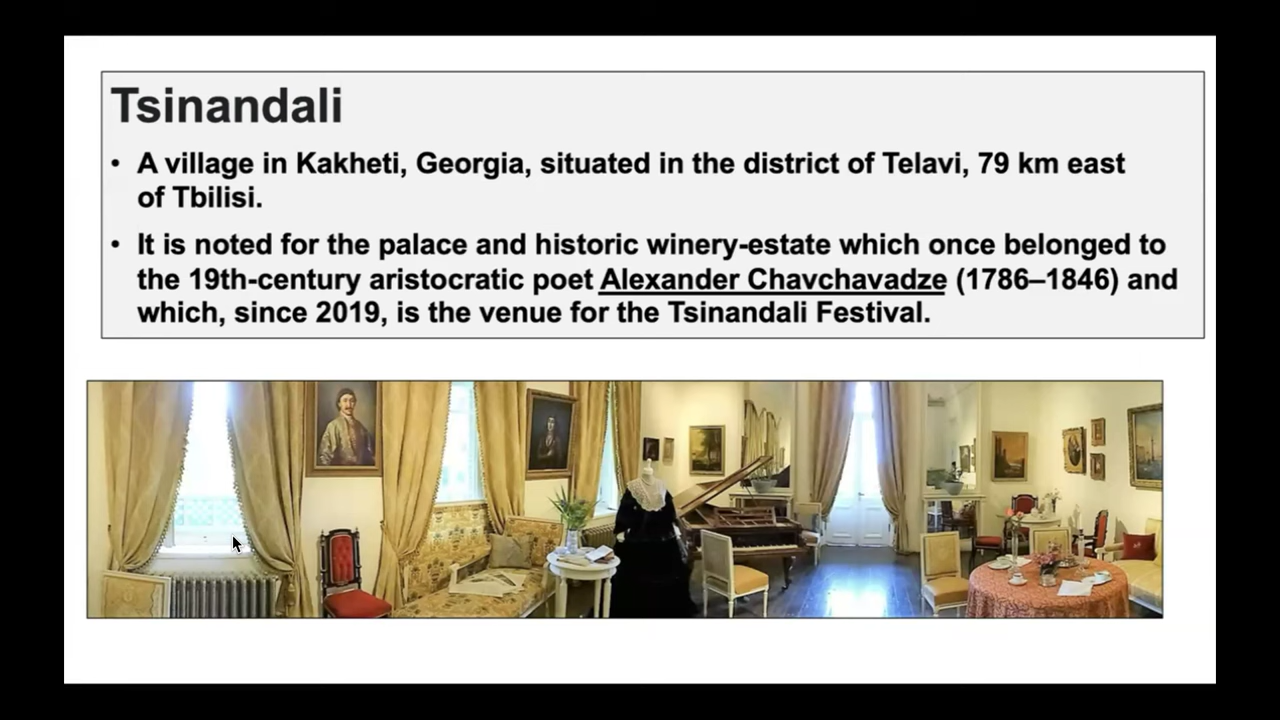 Tsinandali
• A village in Kakheti, Georgia, situated in the district of Telavi, 79 km east
of Tbilisi.
• It is noted for the palace and historic winery-estate which once belonged to
the 19th-century aristocratic poet Alexander Chavchavadze (1786–1846) and
which, since 2019, is the venue for the Tsinandali Festival.